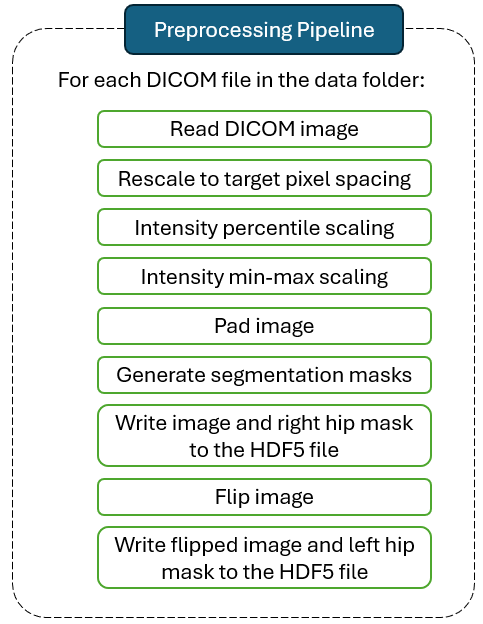 Preprocessing Pipeline
For each DICOM file in the data folder:
Read DICOM image
Rescale to target pixel spacing
Intensity percentile scaling
Intensity min-max scaling
Pad image
Generate segmentation masks
Write image and right hip mask
to the HDF5 file
Flip image
Write flipped image and left hip
mask to the HDF5 file